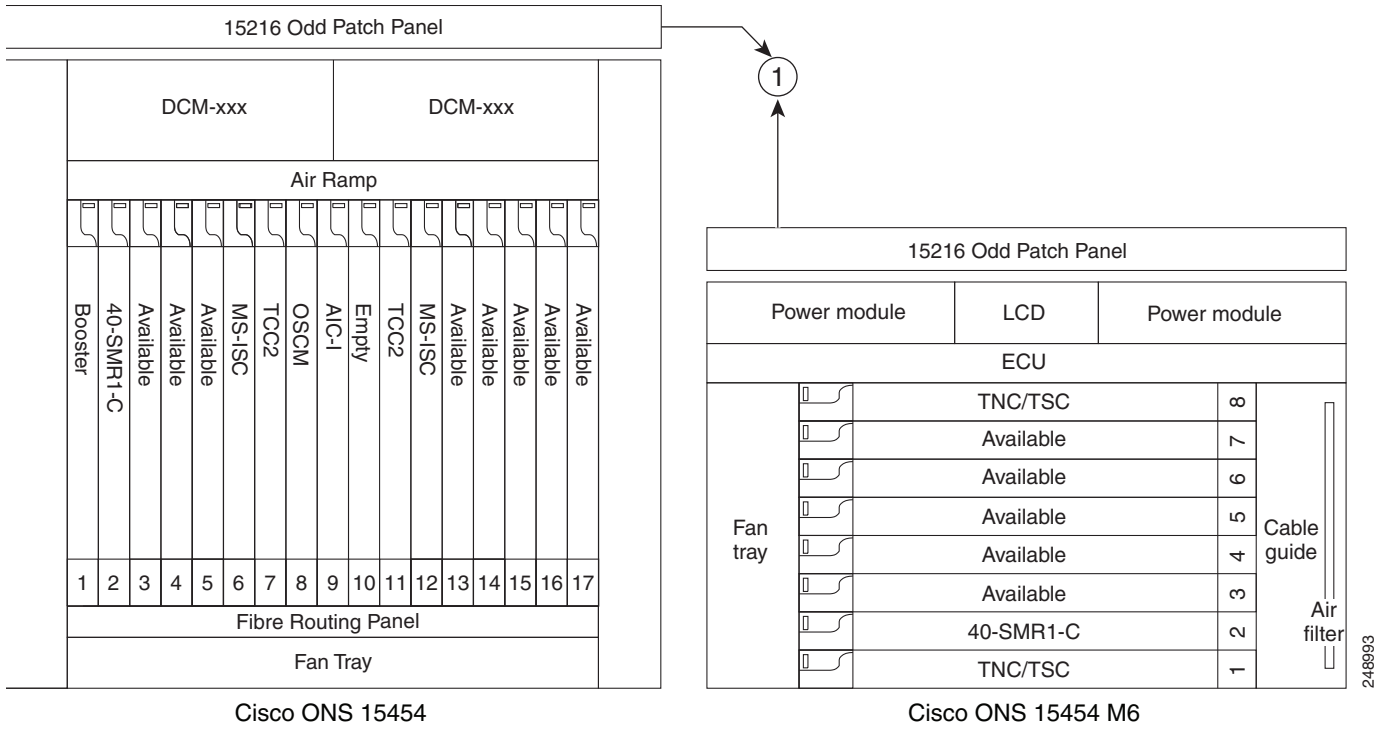 15216 Odd Patch Panel
1
DCM-xxx
DCM-xxx
Air Ramp
Booster
40-SMR1-C
Available
Available
Available
MS-ISC
TCC2
OSCM
AIC-I
Empty
TCC2
MS-ISC
Available
Available
Available
Available
Available
1 2 3 4 5 6 7 8 9 10 11 12 13 14 15 16 17
Fibre Routing Panel
Fan Tray
Cisco ONS 15454
15216 Odd Patch Panel
Power module
LCD
Power module
ECU
Fan
tray
TNC/TSC 8
Available 7
Available 6
Available 5
Available 4
Available 3
40-SMR1-C 2
TNC/TSC 1
Cable
guide
Air
filter
Cisco ONS 15454 M6
248993